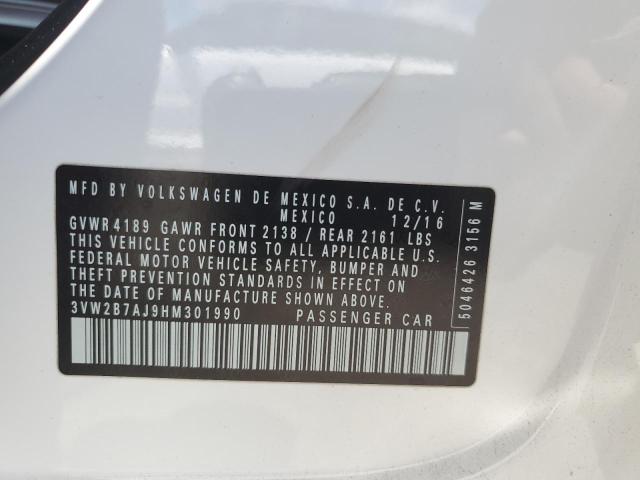 MFD BY VOLKSWAGEN DE MEXICO S.A. DE C.V.
MEXICO 12/16
GVWR 4189 GAWR FRONT 2138 / REAR 2161 LBS
THIS VEHICLE CONFORMS TO ALL APPLICABLE U.S.
FEDERAL MOTOR VEHICLE SAFETY, BUMPER AND
THEFT PREVENTION STANDARDS IN EFFECT ON
THE DATE OF MANUFACTURE SHOWN ABOVE.
3VW2B7AJ9HM301990 PASSENGER CAR
5046426 3156 M